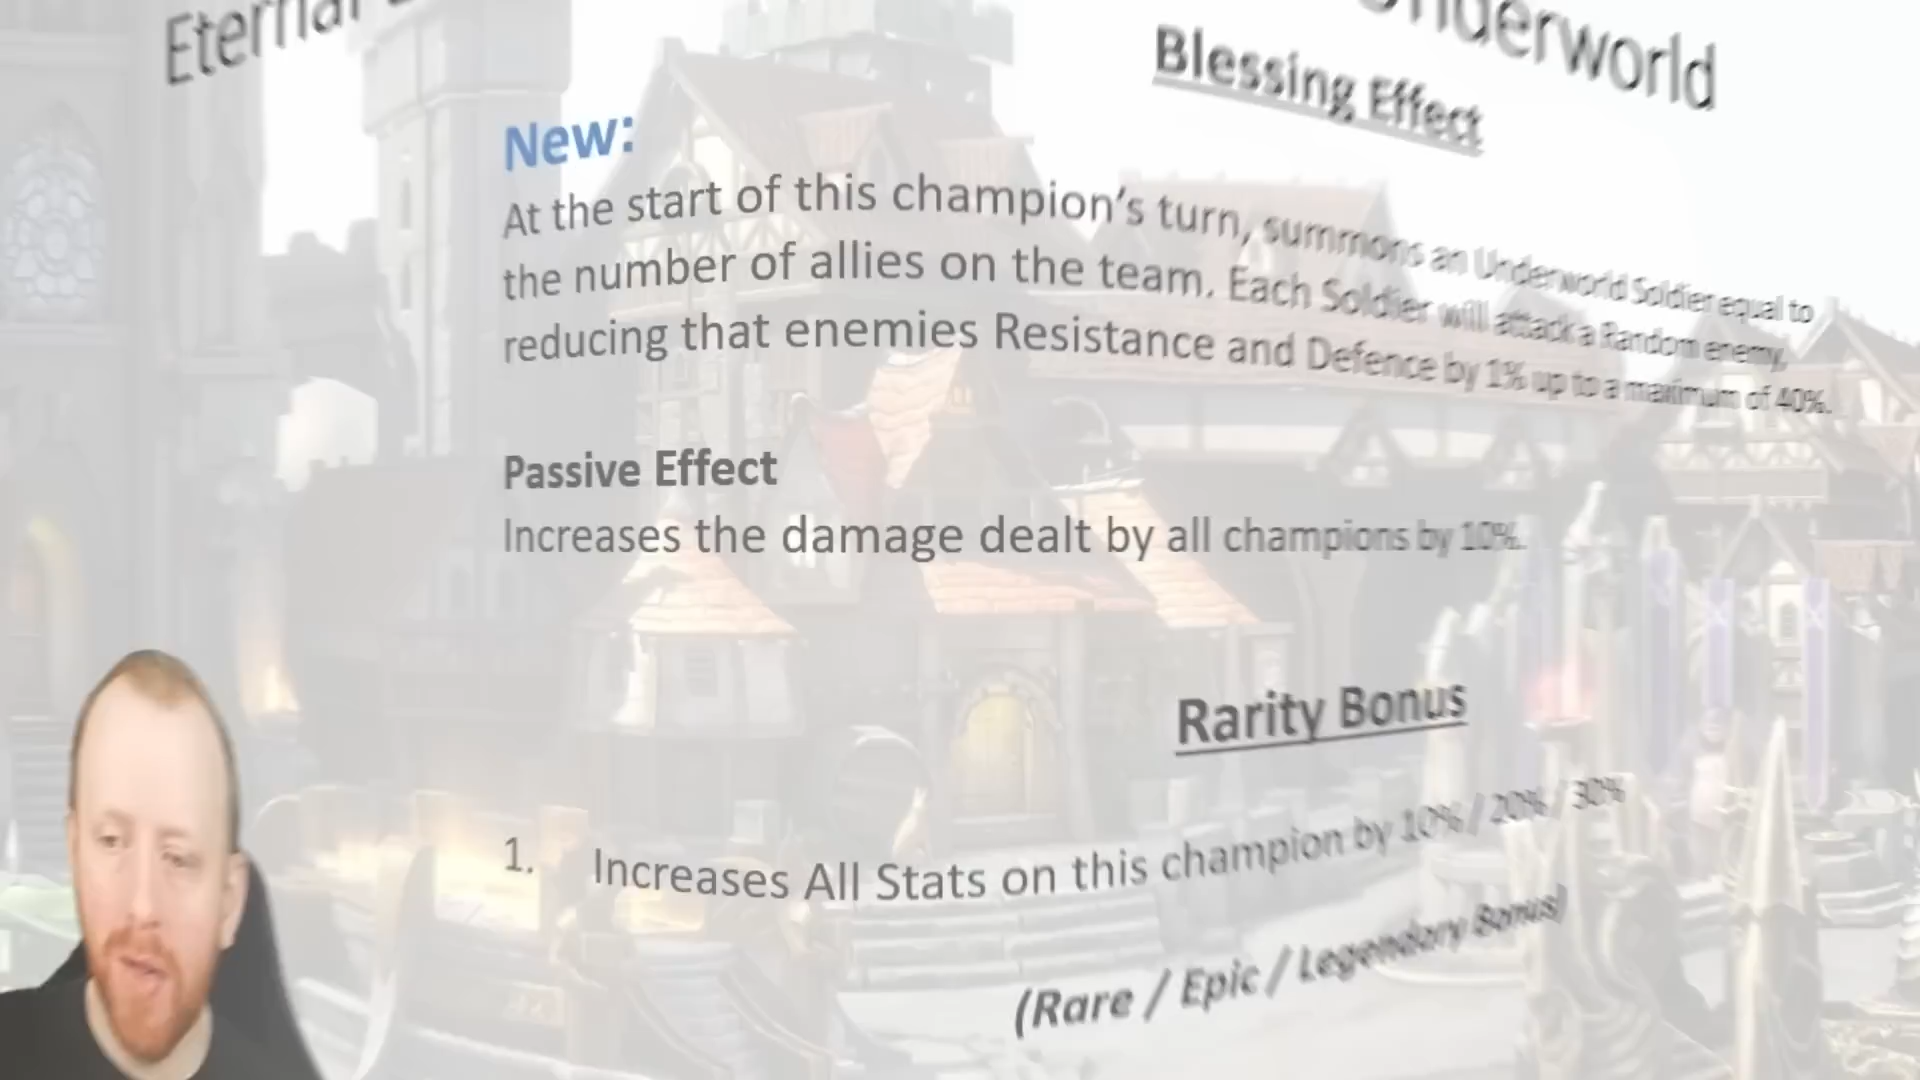 Eternal
Underworld
Blessing Effect
New:
At the start of this champion's turn, summons an Underworld Soldier equal to
the number of allies on the team. Each Soldier will attack a Random enemy,
reducing that enemies Resistance and Defence by 1% up to a maximum of 40%.
Passive Effect
Increases the damage dealt by all champions by 10%.
Rarity Bonus
1. Increases All Stats on this champion by 10% / 20% / 30%
(Rare / Epic / Legendary Bonus)